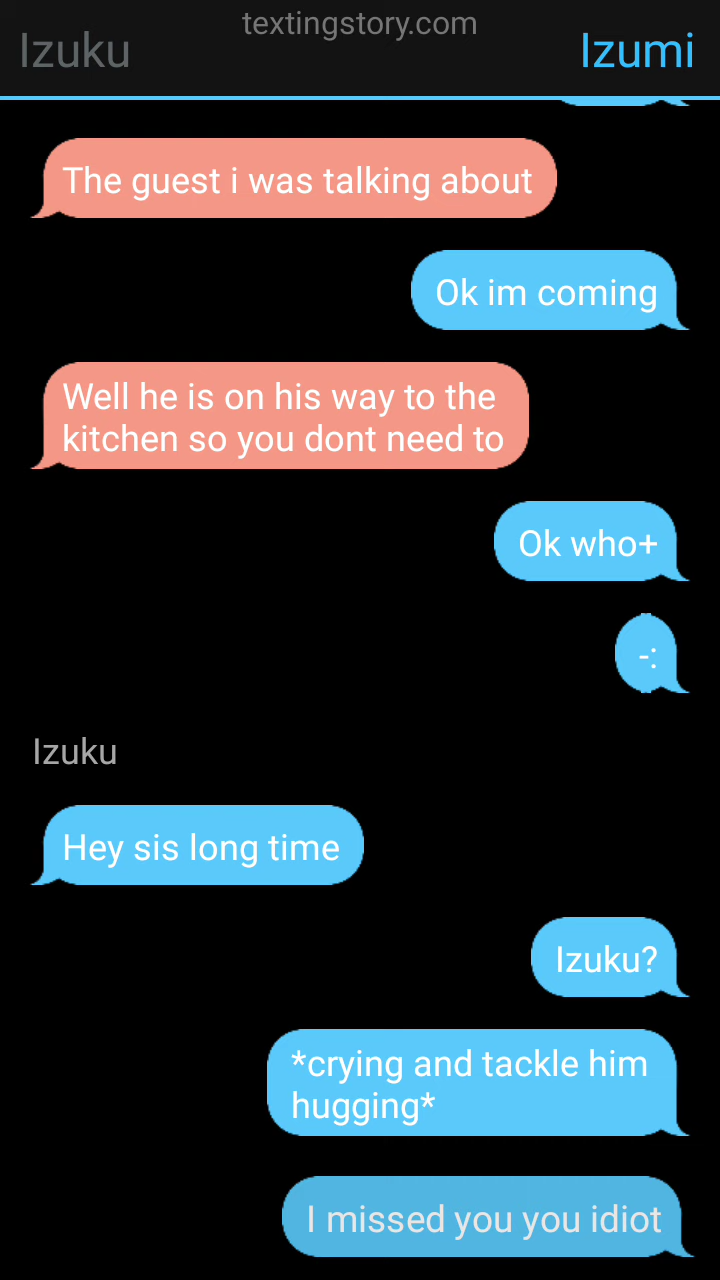 textingstory.com
Izuku
Izumi
The guest i was talking about
Ok im coming
Well he is on his way to the
kitchen so you dont need to
Ok who+
-:
Izuku
Hey sis long time
Izuku?
*crying and tackle him
hugging*
I missed you you idiot